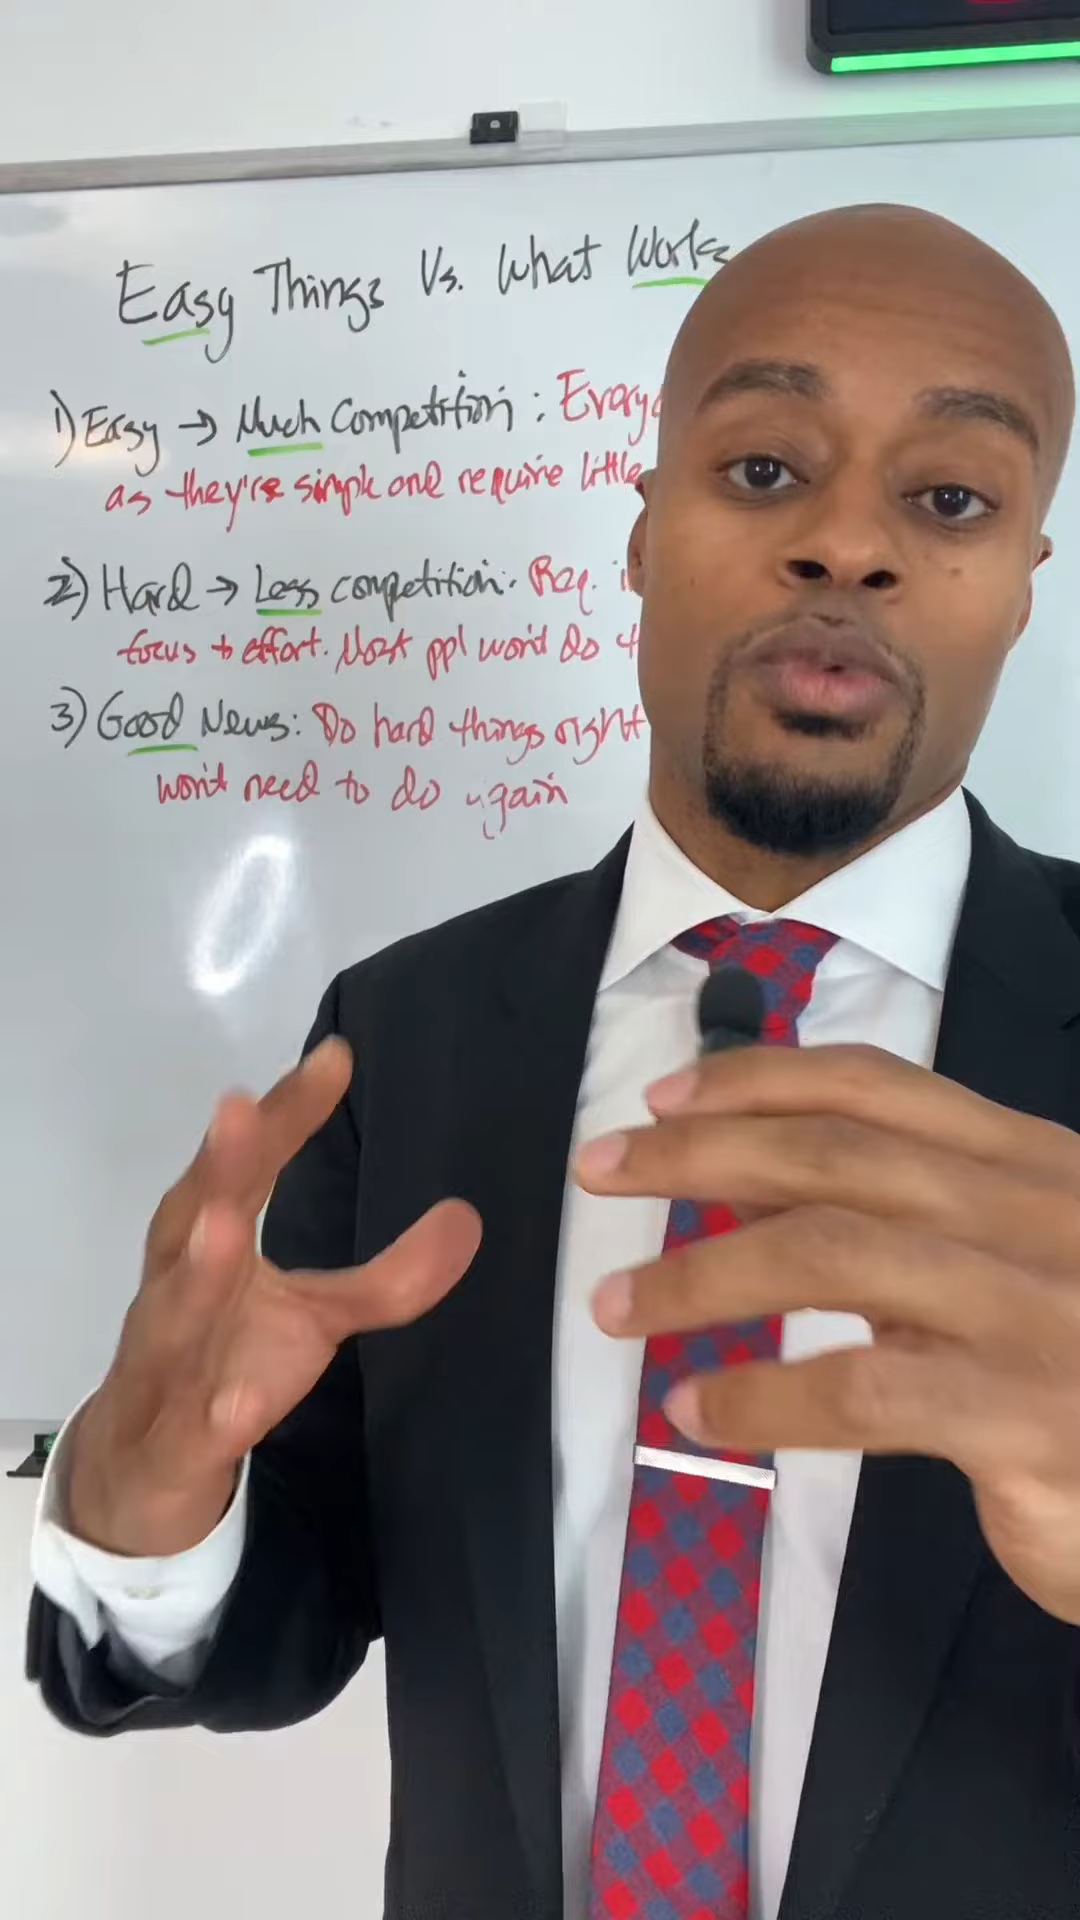 Easy Things Vs. What Works
1) Easy → Much Competition: Everyo
as they're simple and require little
2) Hard → Less competition. Req. i
focus to effort. Most ppl won't do t
3) Good News: Do hard things right
won't need to do again